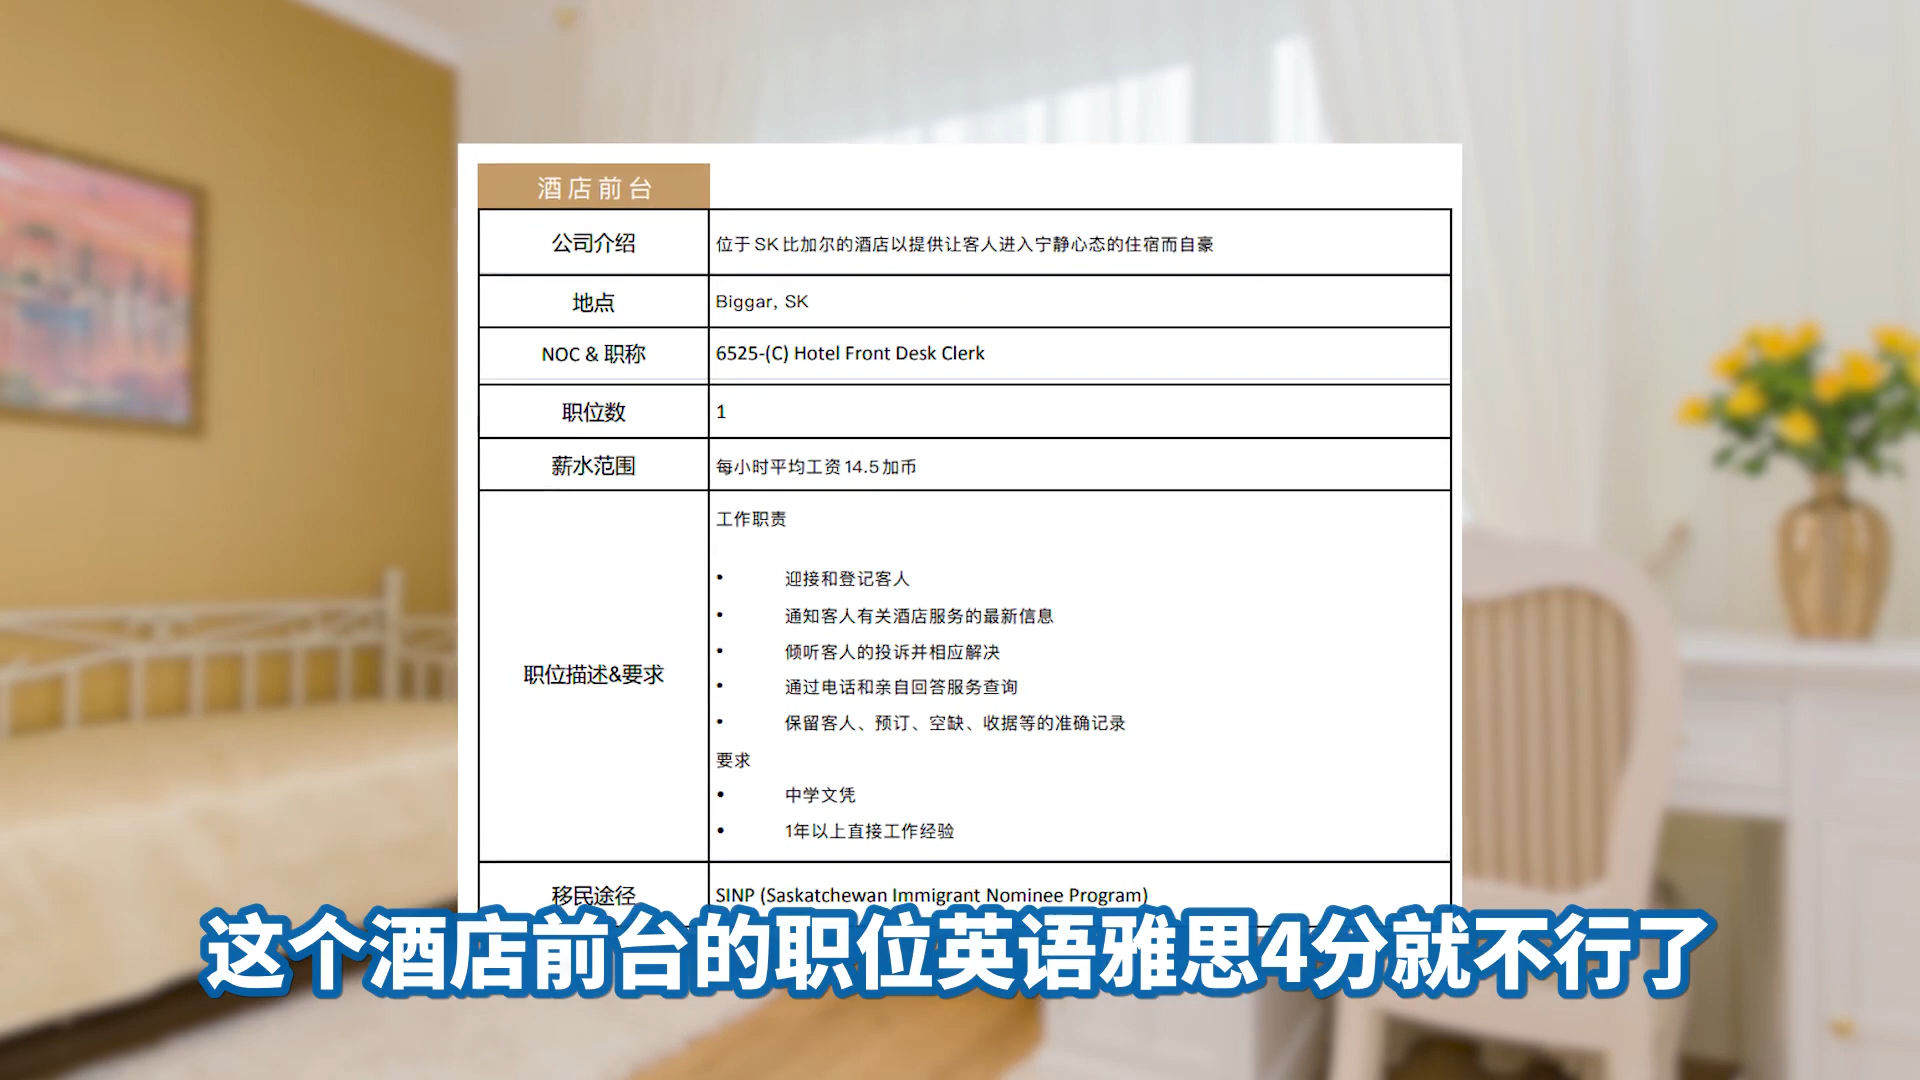 酒店前台
公司介绍
位于SK比加尔的酒店以提供让客人进入宁静心态的住宿而自豪
地点
Biggar, SK
NOC & 职称
6525-(C) Hotel Front Desk Clerk
职位数
1
薪水范围
每小时平均工资14.5加币
职位描述&要求
工作职责
• 迎接和登记客人
• 通知客人有关酒店服务的最新信息
• 倾听客人的投诉并相应解决
• 通过电话和亲自回答服务查询
• 保留客人、预订、空缺、收据等的准确记录
要求
• 中学文凭
• 1年以上直接工作经验
移民途径
SINP (Saskatchewan Immigrant Nominee Program)
这个酒店前台的职位英语雅思4分就不行了